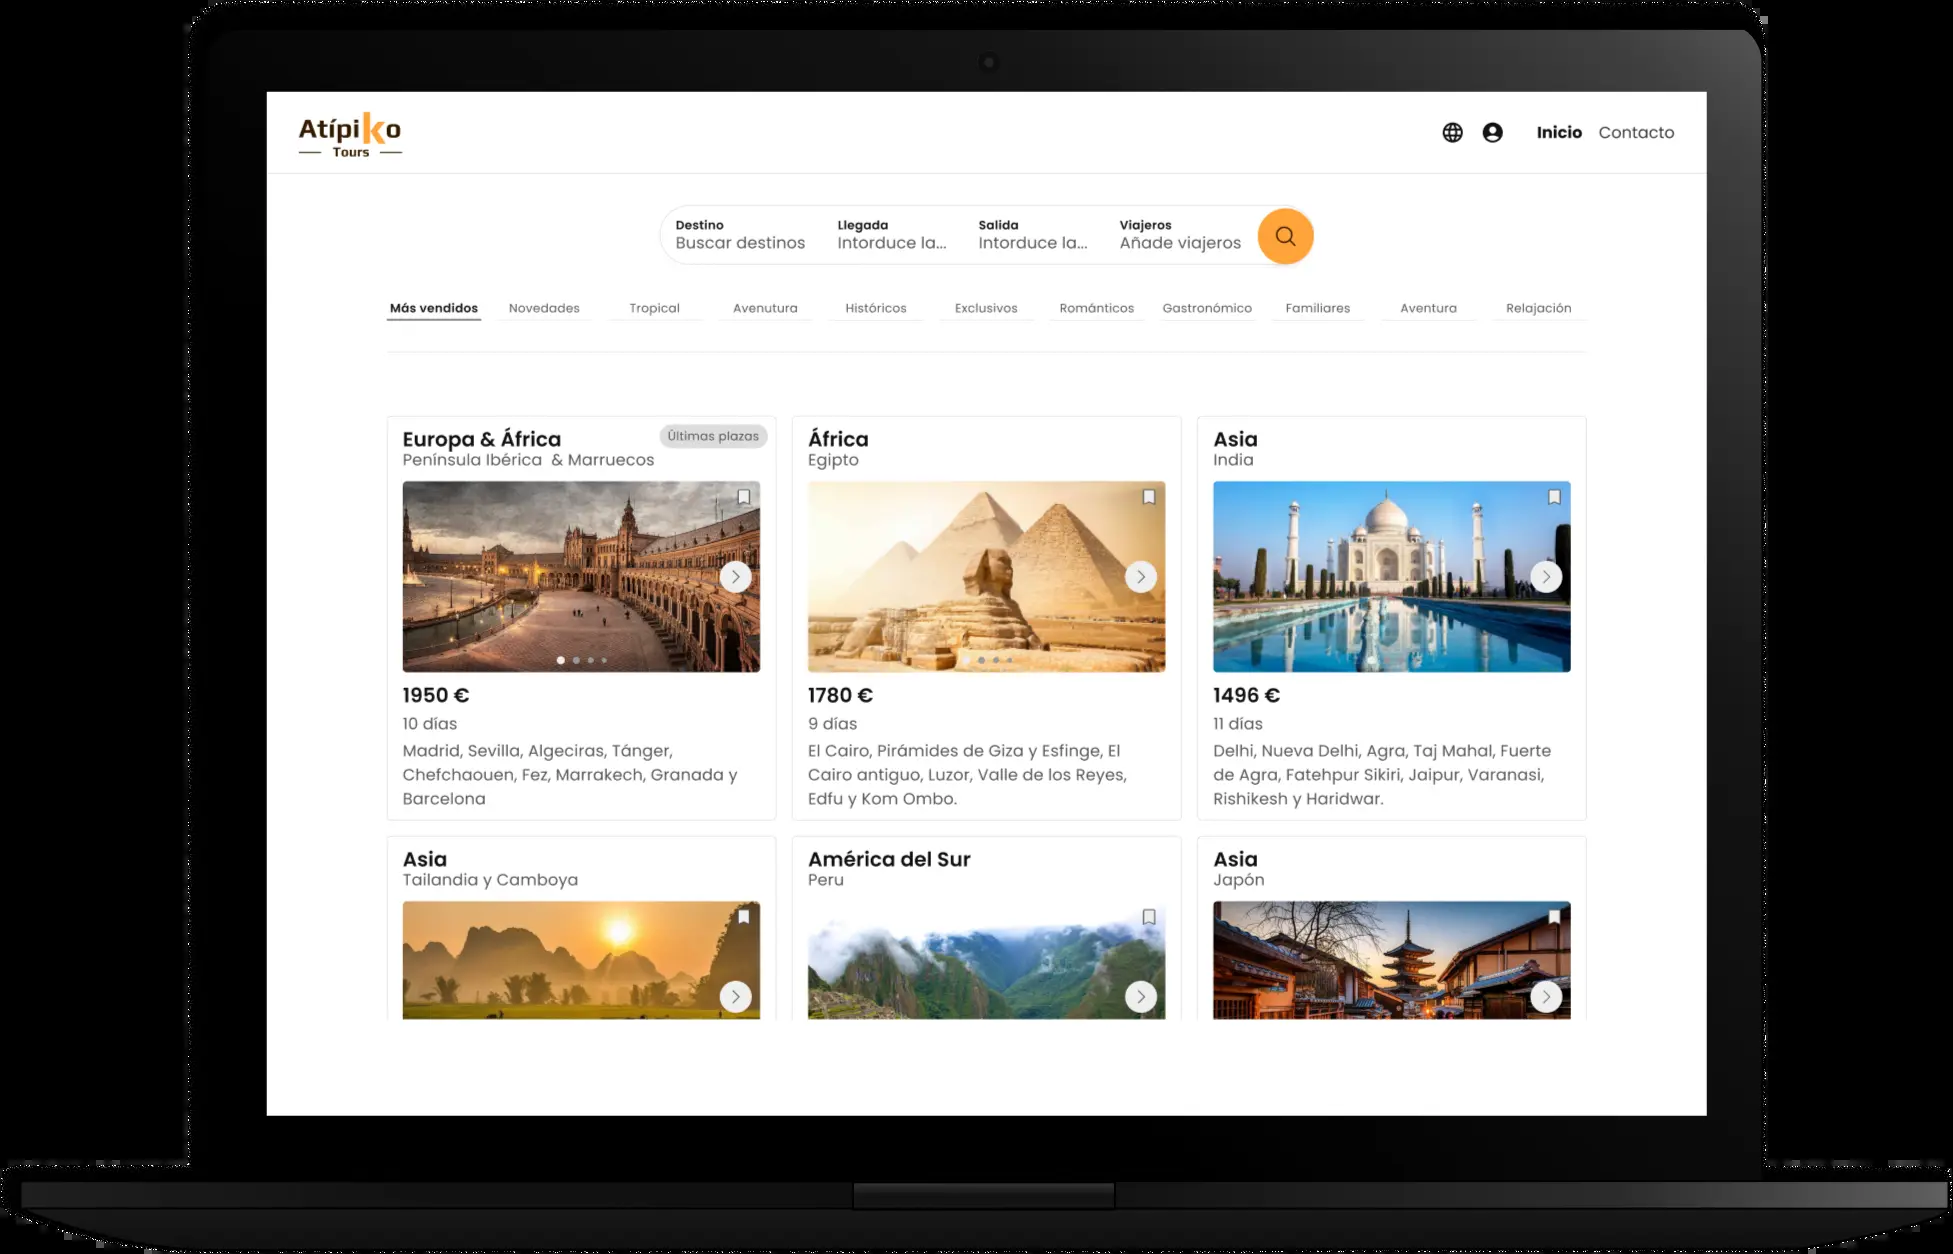 Atípiko
Tours
Inicio Contacto
Destino Llegada Salida Viajeros
Buscar destinos Intorduce la... Intorduce la... Añade viajeros
Más vendidos Novedades Tropical Avenutura Históricos Exclusivos Románticos Gastronómico Familiares Aventura Relajación
Europa & África
Últimas plazas
Península Ibérica & Marruecos
1950 €
10 días
Madrid, Sevilla, Algeciras, Tánger,
Chefchaouen, Fez, Marrakech, Granada y
Barcelona
África
Egipto
1780 €
9 días
El Cairo, Pirámides de Giza y Esfinge, El
Cairo antiguo, Luzor, Valle de los Reyes,
Edfu y Kom Ombo.
Asia
India
1496 €
11 días
Delhi, Nueva Delhi, Agra, Taj Mahal, Fuerte
de Agra, Fatehpur Sikiri, Jaipur, Varanasi,
Rishikesh y Haridwar.
Asia
Tailandia y Camboya
América del Sur
Peru
Asia
Japón